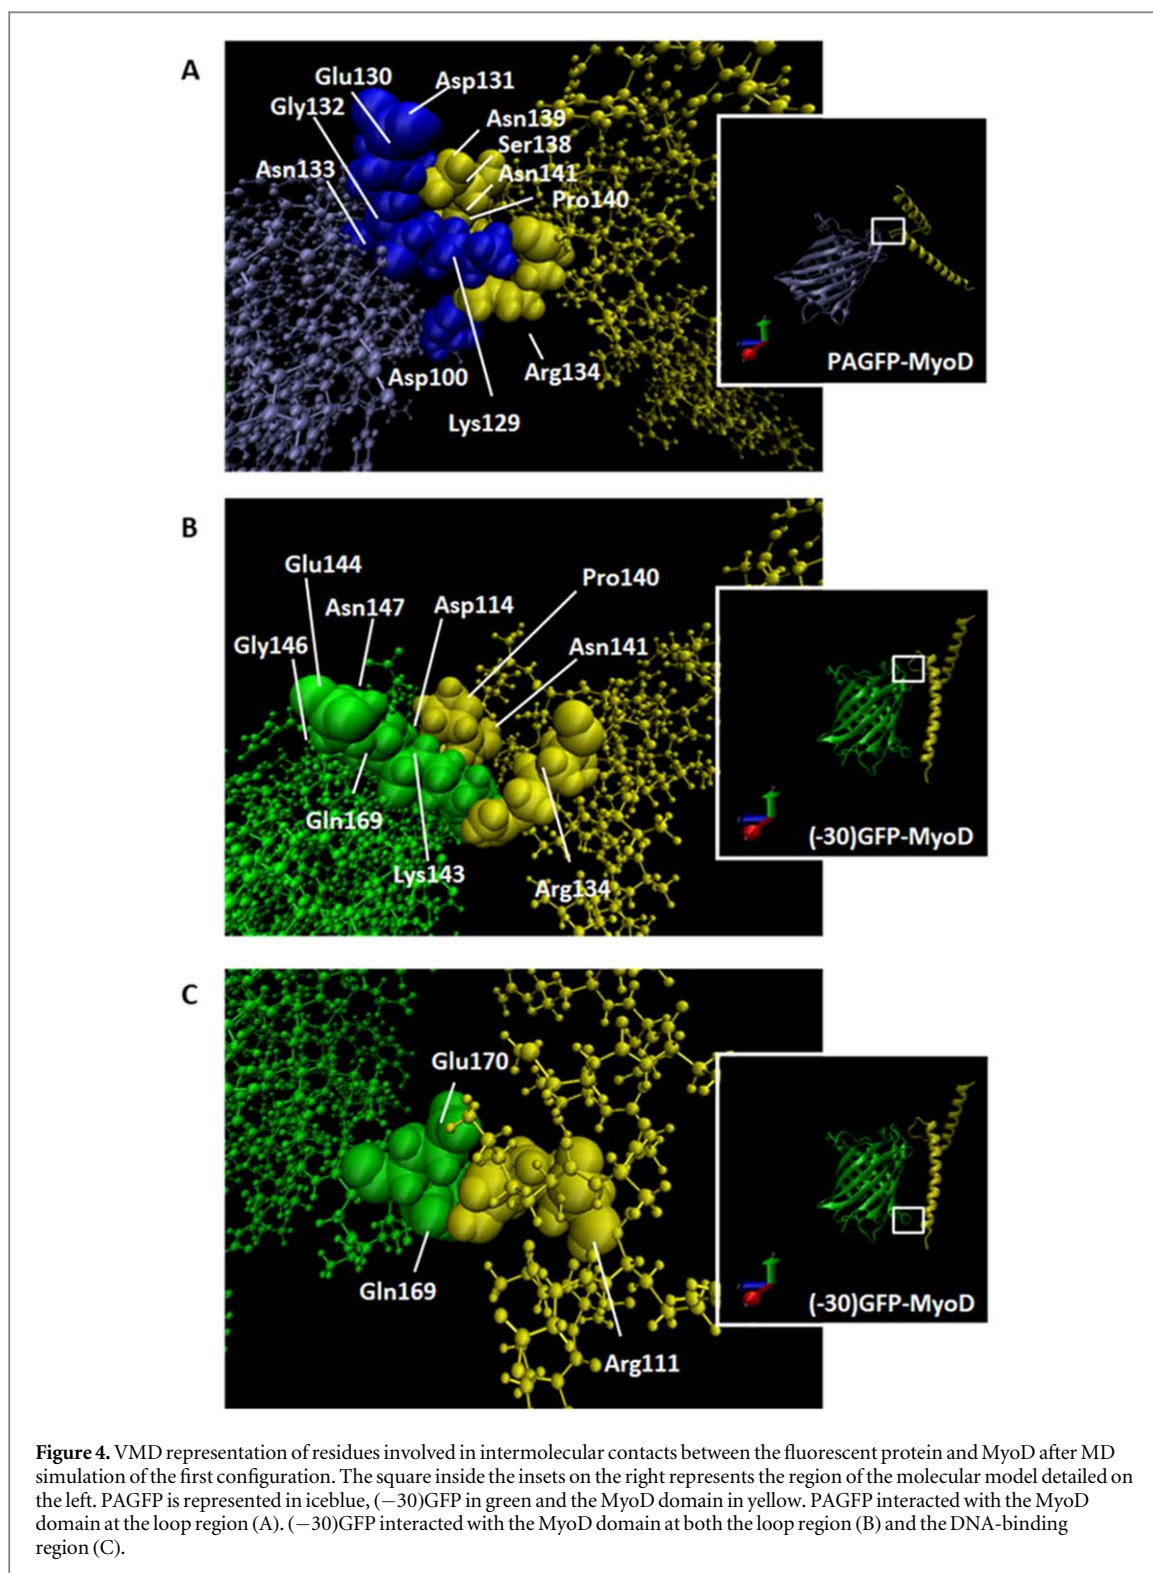 A
Glu130
Asp131
Gly132
Asn139
Ser138
Asn133
Asn141
Pro140
Asp100
Arg134
Lys129
PAGFP-MyoD
B
Glu144
Pro140
Asn147
Asp114
Gly146
Asn141
Gln169
Lys143
Arg134
(-30)GFP-MyoD
C
Glu170
Gln169
Arg111
(-30)GFP-MyoD
Figure 4. VMD representation of residues involved in intermolecular contacts between the fluorescent protein and MyoD after MD
simulation of the first configuration. The square inside the insets on the right represents the region of the molecular model detailed on
the left. PAGFP is represented in iceblue, (−30)GFP in green and the MyoD domain in yellow. PAGFP interacted with the MyoD
domain at the loop region (A). (−30)GFP interacted with the MyoD domain at both the loop region (B) and the DNA-binding
region (C).